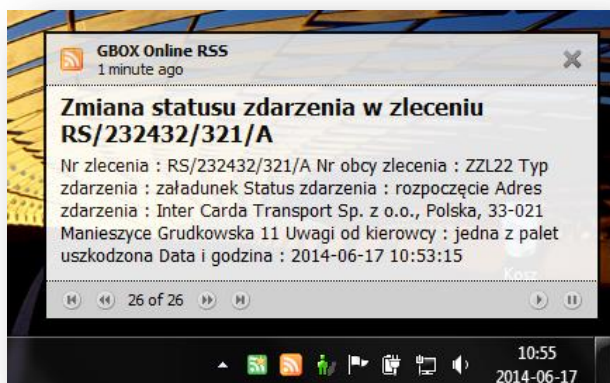 GBOX Online RSS
1 minute ago
Zmiana statusu zdarzenia w zleceniu
RS/232432/321/A
Nr zlecenia : RS/232432/321/A Nr obcy zlecenia : ZZL22 Typ
zdarzenia : załadunek Status zdarzenia : rozpoczęcie Adres
zdarzenia : Inter Carda Transport Sp. z o.o., Polska, 33-021
Manieszyce Grudkowska 11 Uwagi od kierowcy : jedna z palet
uszkodzona Data i godzina : 2014-06-17 10:53:15
Kosz
26 of 26
10:55
2014-06-17